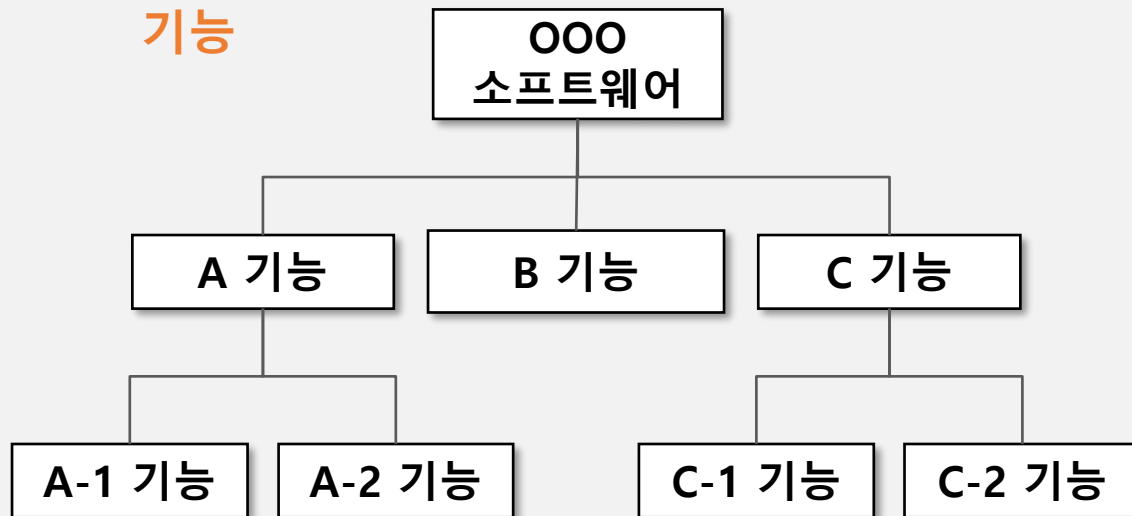 기능
OOO
소프트웨어
A 기능
B 기능
C 기능
A-1 기능
A-2 기능
C-1 기능
C-2 기능